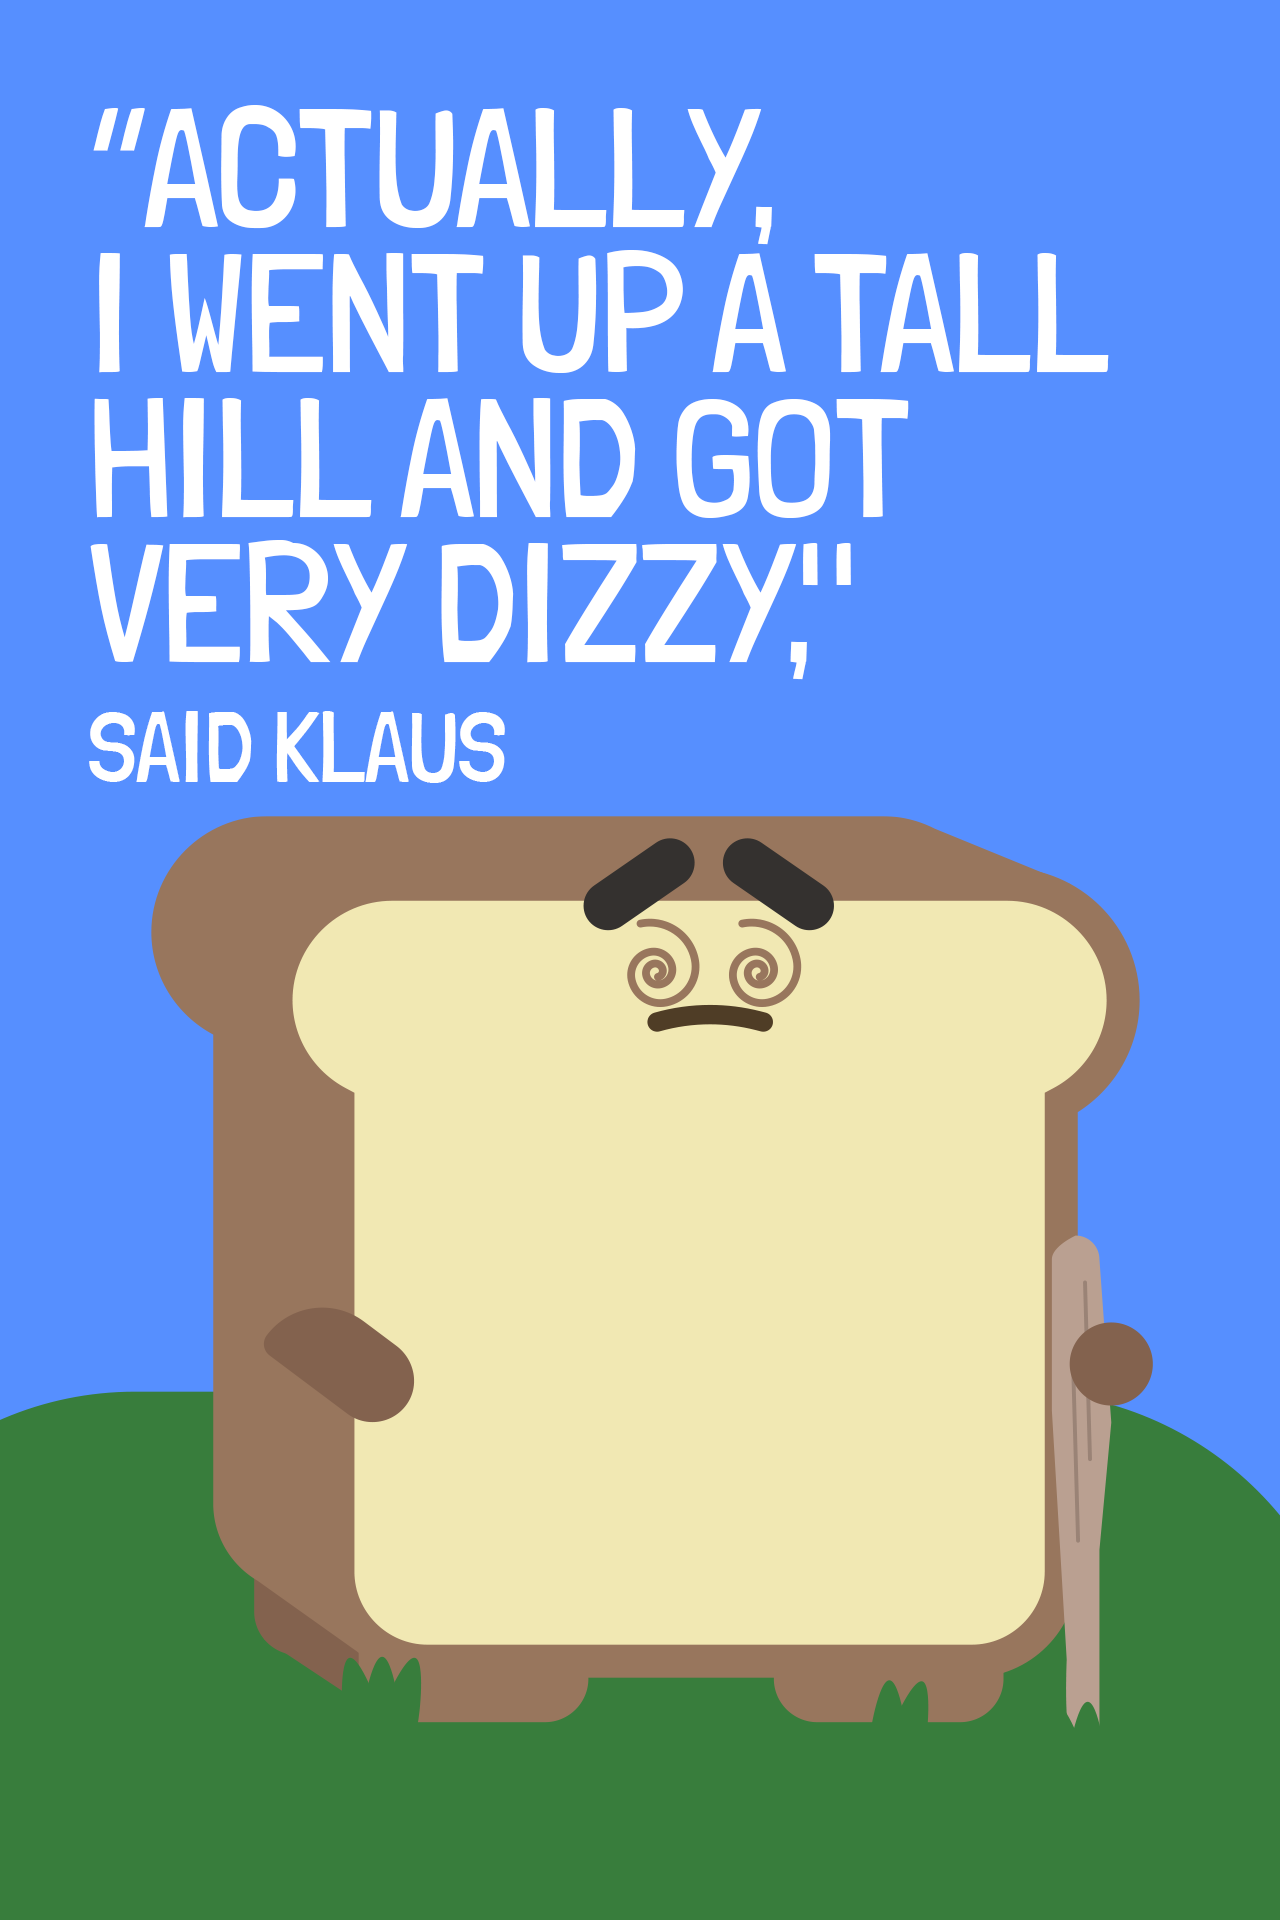 "ACTUALLY,
I WENT UP A TALL
HILL AND GOT
VERY DIZZY,"
SAID KLAUS